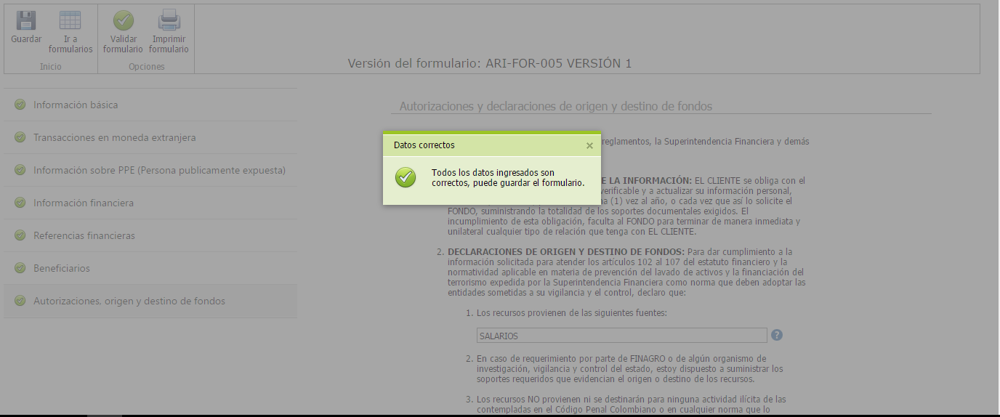 Guardar
Ir a
formularios
Inicio
Validar
formulario
Imprimir
formulario
Opciones
Versión del formulario: ARI-FOR-005 VERSIÓN 1
Información básica
Transacciones en moneda extranjera
Información sobre PPE (Persona publicamente expuesta)
Información financiera
Referencias financieras
Beneficiarios
Autorizaciones, origen y destino de fondos
Autorizaciones y declaraciones de origen y destino de fondos
Datos correctos
Todos los datos ingresados son
correctos, puede guardar el formulario.
reglamentos, la Superintendencia Financiera y demás
E LA INFORMACIÓN: EL CLIENTE se obliga con el
verificable y a actualizar su información personal,
(1) vez al año, o cada vez que así lo solicite el
FONDO, suministrando la totalidad de los soportes documentales exigidos. El
incumplimiento de esta obligación, faculta al FONDO para terminar de manera inmediata y
unilateral cualquier tipo de relación que tenga con EL CLIENTE.
2. DECLARACIONES DE ORIGEN Y DESTINO DE FONDOS: Para dar cumplimiento a la
información solicitada para atender los artículos 102 al 107 del estatuto financiero y la
normatividad aplicable en materia de prevención del lavado de activos y la financiación del
terrorismo expedida por la Superintendencia Financiera como norma que deben adoptar las
entidades sometidas a su vigilancia y el control, declaro que:
1. Los recursos provienen de las siguientes fuentes:
SALARIOS
?
2. En caso de requerimiento por parte de FINAGRO o de algún organismo de
investigación, vigilancia y control del estado, estoy dispuesto a suministrar los
soportes requeridos que evidencian el origen o destino de los recursos.
3. Los recursos NO provienen ni se destinarán para ninguna actividad ilícita de las
contempladas en el Código Penal Colombiano o en cualquier norma que lo